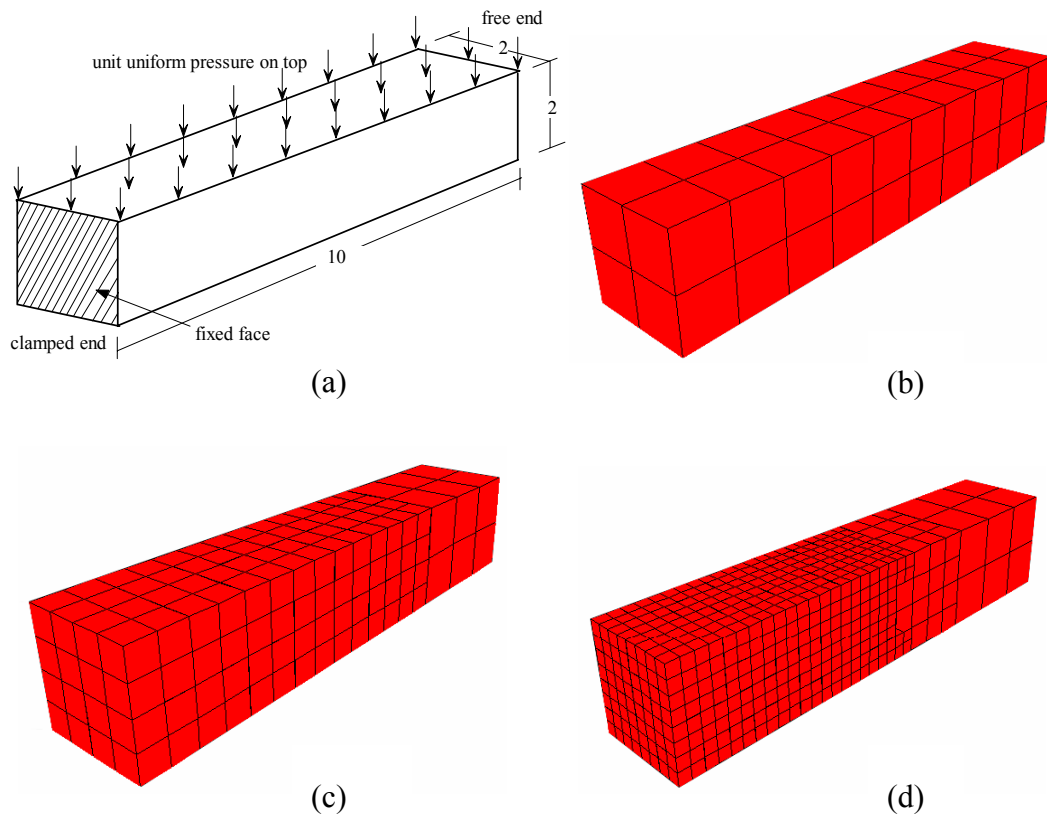 free end
2
unit uniform pressure on top
2
10
fixed face
clamped end
(a)
(b)
(c)
(d)